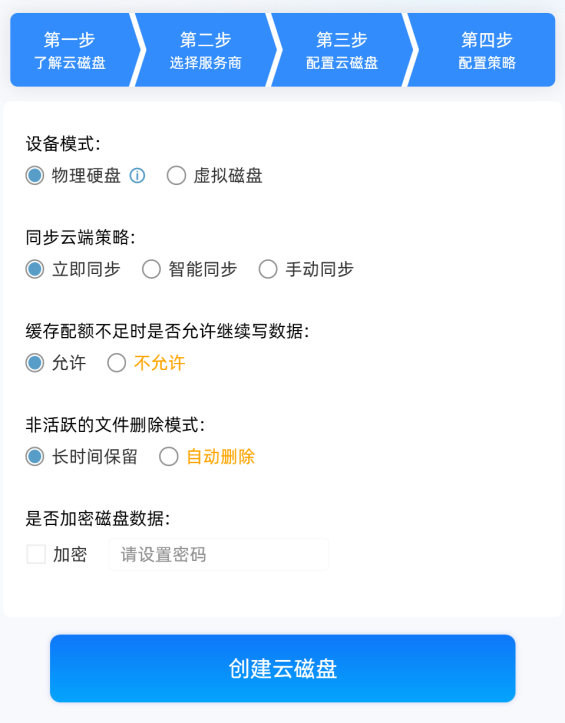 第一步 第二步 第三步 第四步
了解云磁盘 选择服务商 配置云磁盘 配置策略
设备模式：
物理硬盘 虚拟磁盘
同步云端策略：
立即同步 智能同步 手动同步
缓存配额不足时是否允许继续写数据：
允许 不允许
非活跃的文件删除模式：
长时间保留 自动删除
是否加密磁盘数据：
加密 请设置密码
创建云磁盘